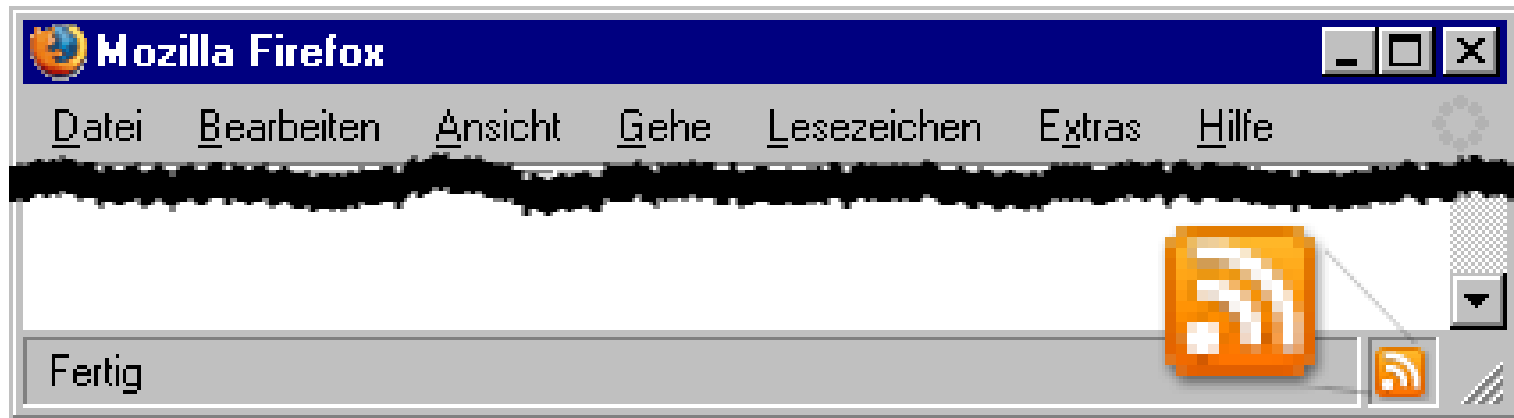 Mozilla Firefox
Datei Bearbeiten Ansicht Gehe Lesezeichen Extras Hilfe
Fertig